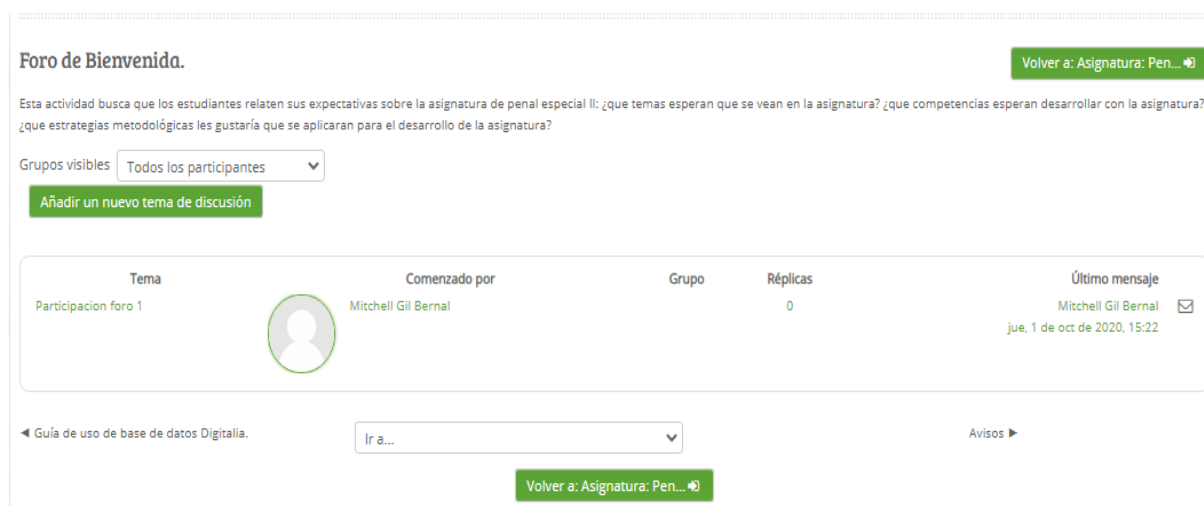 Foro de Bienvenida.
Volver a: Asignatura: Pen...
Esta actividad busca que los estudiantes relaten sus expectativas sobre la asignatura de penal especial II: ¿que temas esperan que se vean en la asignatura? ¿que competencias esperan desarrollar con la asignatura?
¿que estrategias metodológicas les gustaría que se aplicaran para el desarrollo de la asignatura?
Grupos visibles Todos los participantes
Añadir un nuevo tema de discusión
Tema Comenzado por Grupo Réplicas Último mensaje
Participacion foro 1 Mitchell Gil Bernal 0 Mitchell Gil Bernal
jue, 1 de oct de 2020, 15:22
◄ Guía de uso de base de datos Digitalia. Ir a... Avisos ►
Volver a: Asignatura: Pen...